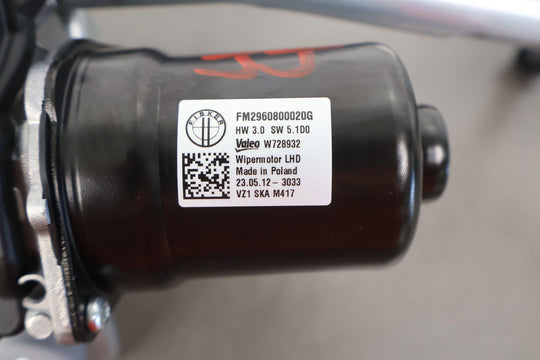 FISKER
FM2960800020G
HW 3.0 SW 5.1D0
Valeo W728932
Wipermotor LHD
Made in Poland
23.05.12- 3033
VZ1 SKA M417